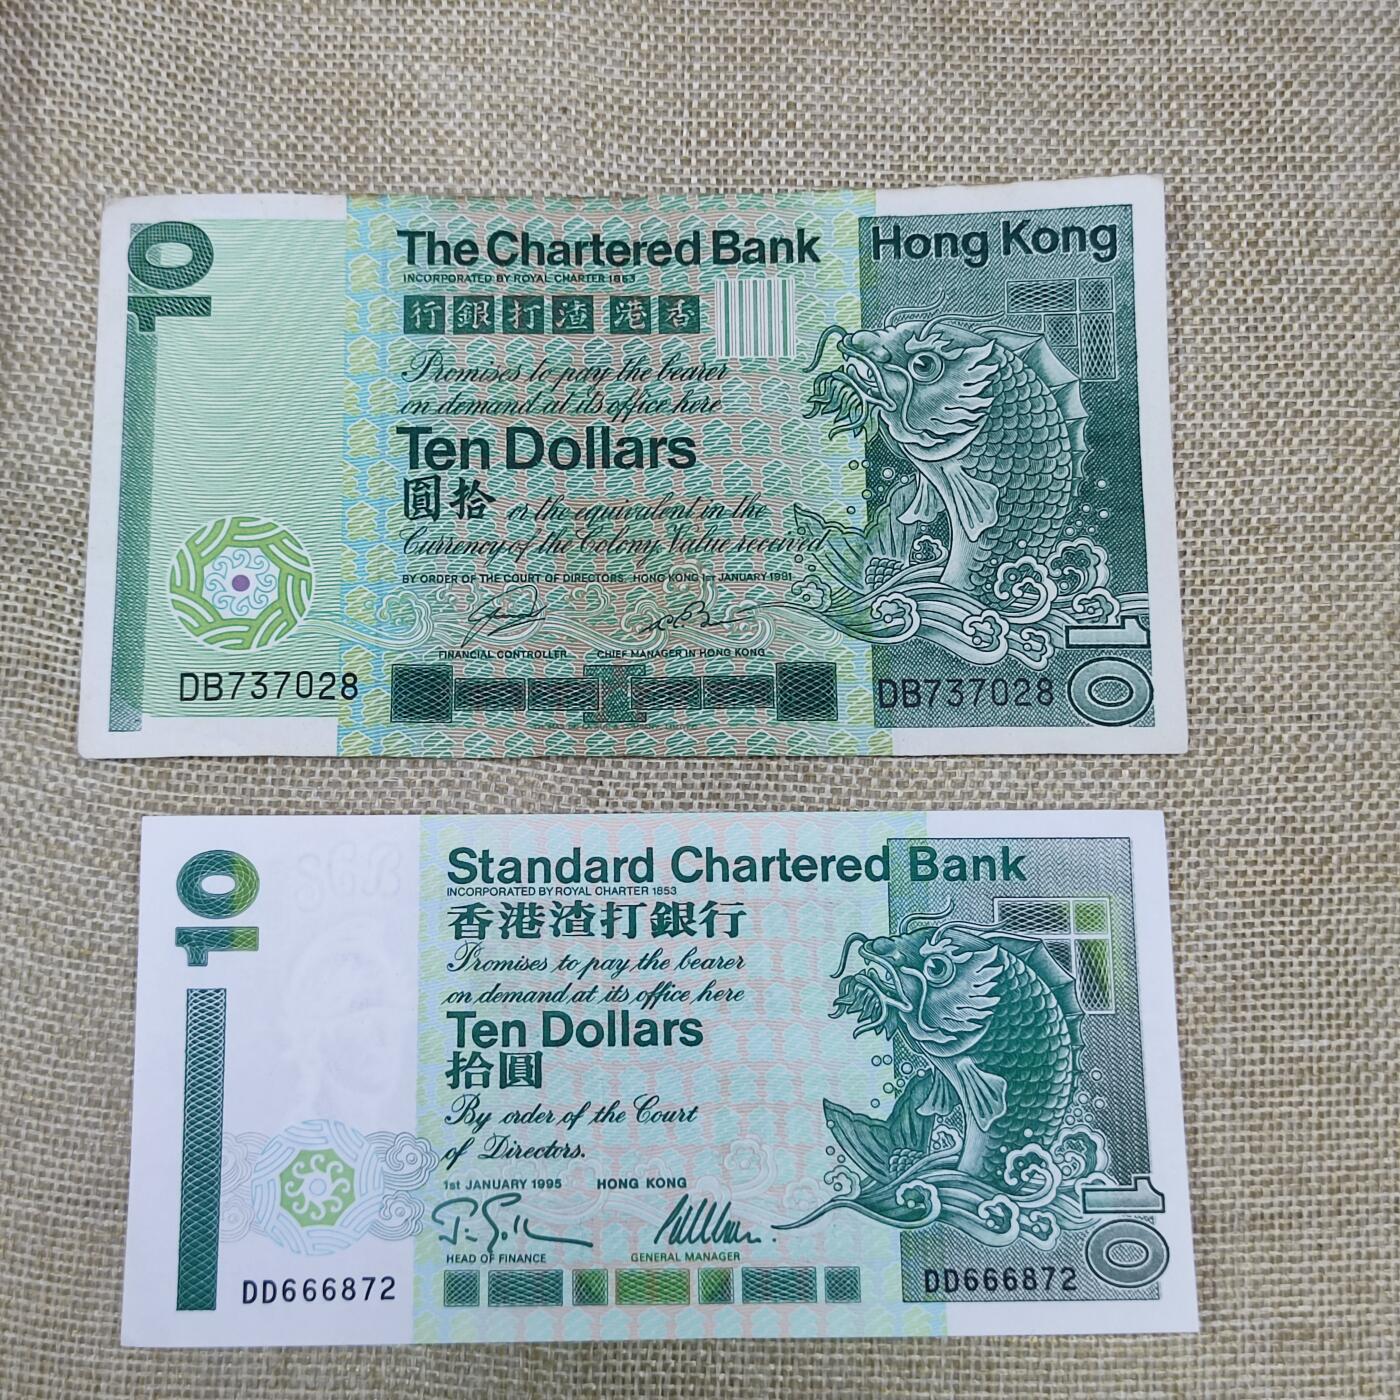 10
The Chartered Bank
Hong Kong
INCORPORATED BY ROYAL CHARTER 1853
行銀打渣港香
Promises to pay the bearer
on demand at its office here
Ten Dollars
圓拾 or the equivalent in the
Currency of the Colony. Value received
BY ORDER OF THE COURT OF DIRECTORS. HONG KONG 1ST JANUARY 1981
FINANCIAL CONTROLLER CHIEF MANAGER IN HONG KONG
DB737028
DB737028
10
10
Standard Chartered Bank
INCORPORATED BY ROYAL CHARTER 1853
香港渣打銀行
Promises to pay the bearer
on demand at its office here
Ten Dollars
拾圓
By order of the Court
of Directors.
1st JANUARY 1995 HONG KONG
HEAD OF FINANCE GENERAL MANAGER
DD666872
DD666872
10